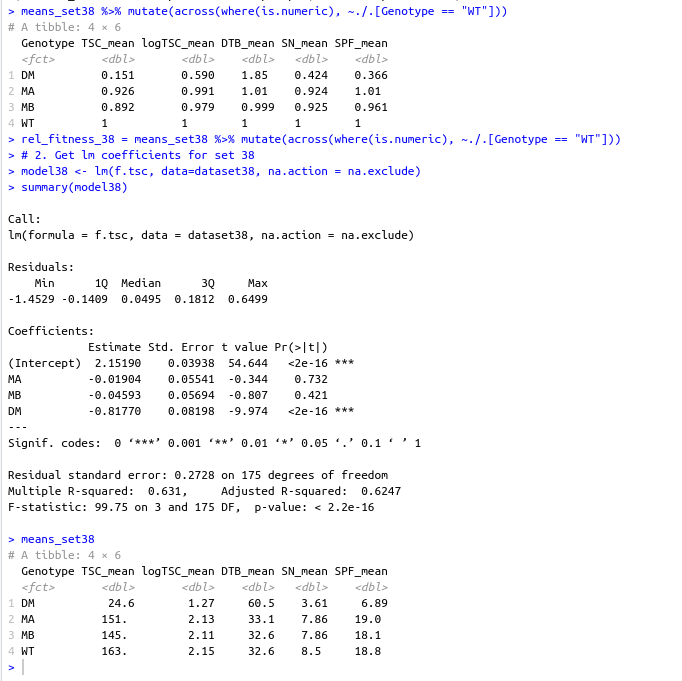 > means_set38 %>% mutate(across(where(is.numeric), ~./.[Genotype == "WT"]))
# A tibble: 4 × 6
  Genotype TSC_mean logTSC_mean DTB_mean SN_mean SPF_mean
  <fct>       <dbl>       <dbl>    <dbl>   <dbl>    <dbl>
1 DM          0.151       0.590    1.85    0.424    0.366
2 MA          0.926       0.991    1.01    0.924    1.01
3 MB          0.892       0.979    0.999   0.925    0.961
4 WT          1           1        1       1        1
> rel_fitness_38 = means_set38 %>% mutate(across(where(is.numeric), ~./.[Genotype == "WT"]))
> # 2. Get lm coefficients for set 38
> model38 <- lm(f.tsc, data=dataset38, na.action = na.exclude)
> summary(model38)
Call:
lm(formula = f.tsc, data = dataset38, na.action = na.exclude)
Residuals:
    Min      1Q  Median      3Q     Max
-1.4529 -0.1409  0.0495  0.1812  0.6499
Coefficients:
            Estimate Std. Error t value Pr(>|t|)
(Intercept)  2.15190    0.03938  54.644   <2e-16 ***
MA          -0.01904    0.05541  -0.344    0.732
MB          -0.04593    0.05694  -0.807    0.421
DM          -0.81770    0.08198  -9.974   <2e-16 ***
---
Signif. codes:  0 ‘***’ 0.001 ‘**’ 0.01 ‘*’ 0.05 ‘.’ 0.1 ‘ ’ 1
Residual standard error: 0.2728 on 175 degrees of freedom
Multiple R-squared:  0.631,	Adjusted R-squared:  0.6247
F-statistic: 99.75 on 3 and 175 DF,  p-value: < 2.2e-16
> means_set38
# A tibble: 4 × 6
  Genotype TSC_mean logTSC_mean DTB_mean SN_mean SPF_mean
  <fct>       <dbl>       <dbl>    <dbl>   <dbl>    <dbl>
1 DM           24.6        1.27     60.5    3.61     6.89
2 MA          151.         2.13     33.1    7.86    19.0
3 MB          145.         2.11     32.6    7.86    18.1
4 WT          163.         2.15     32.6    8.5     18.8
>